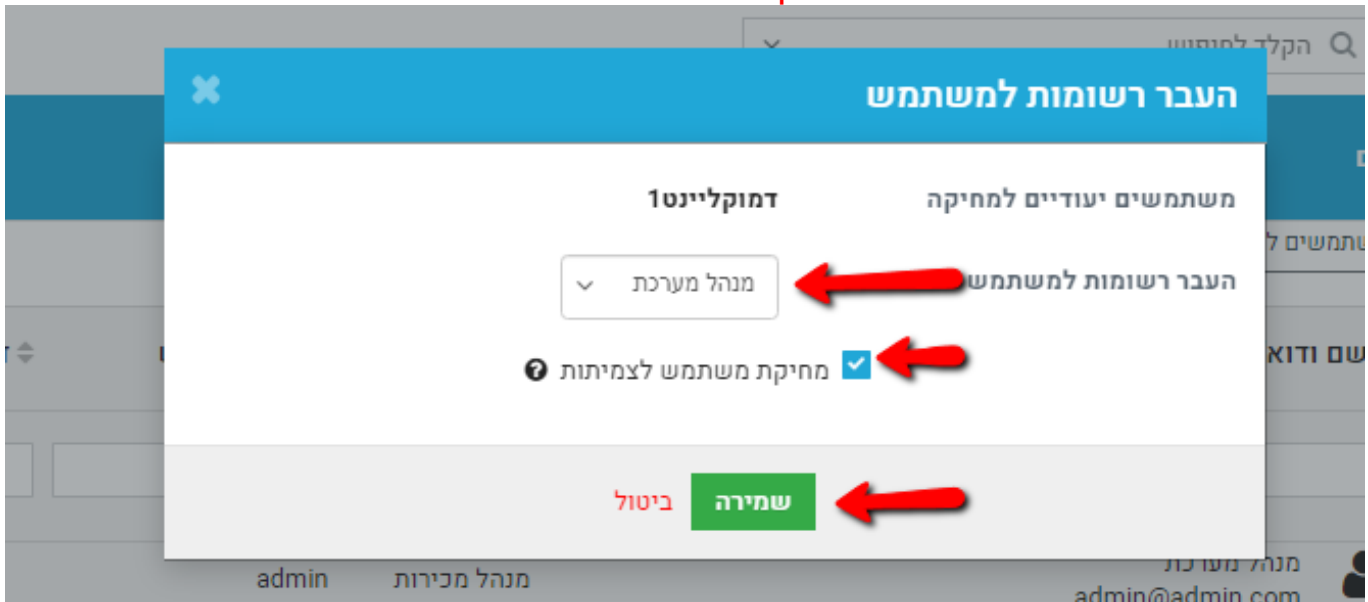 הקלד לחיפוש
העבר רשומות למשתמש
משתמשים יעודיים למחיקה
דמוקליינט1
העבר רשומות למשתמש
מנהל מערכת
מחיקת משתמש לצמיתות
שמירה
ביטול
מנהל מערכת
מנהל מכירות
admin
admin@admin.com